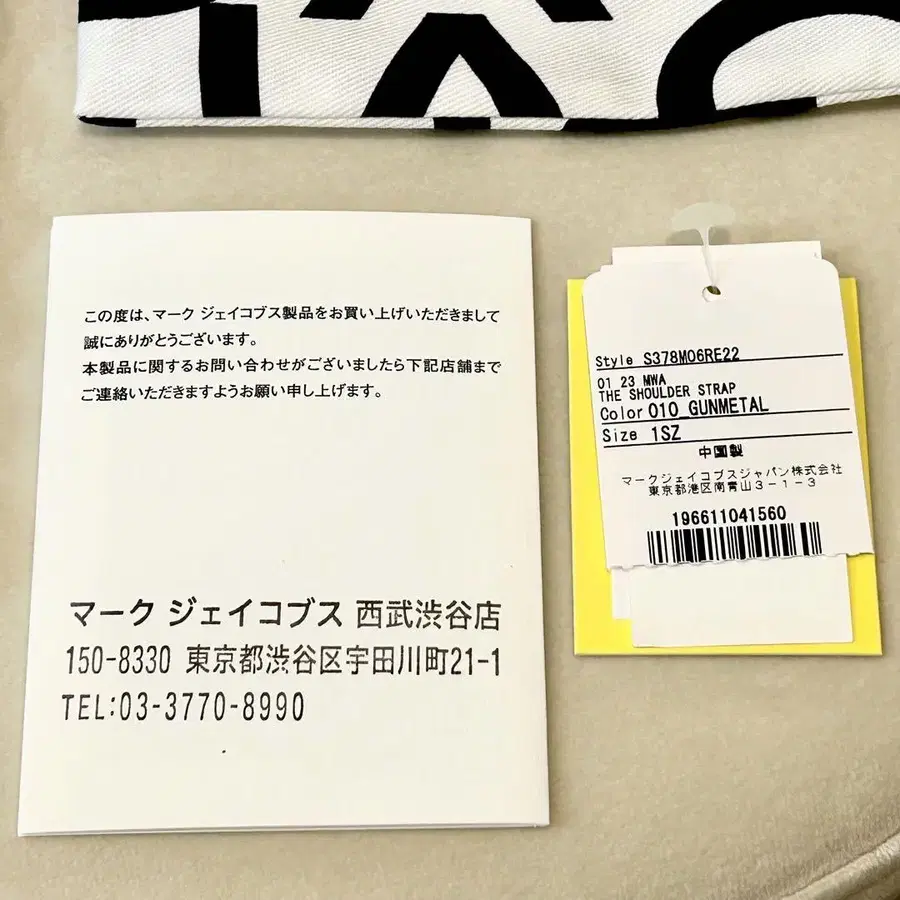 この度は、マーク ジェイコブス製品をお買い上げいただきまして
誠にありがとうございます。
本製品に関するお問い合わせがございましたら下記店舗まで
ご連絡いただきますようお願い申し上げます。
マーク ジェイコブス 西武渋谷店
150-8330 東京都渋谷区宇田川町21-1
TEL:03-3770-8990
Style S378M06RE22
01 23 MWA
THE SHOULDER STRAP
Color 010_GUNMETAL
Size 1SZ
中国製
マークジェイコブスジャパン株式会社
東京都港区南青山3-1-3
196611041560